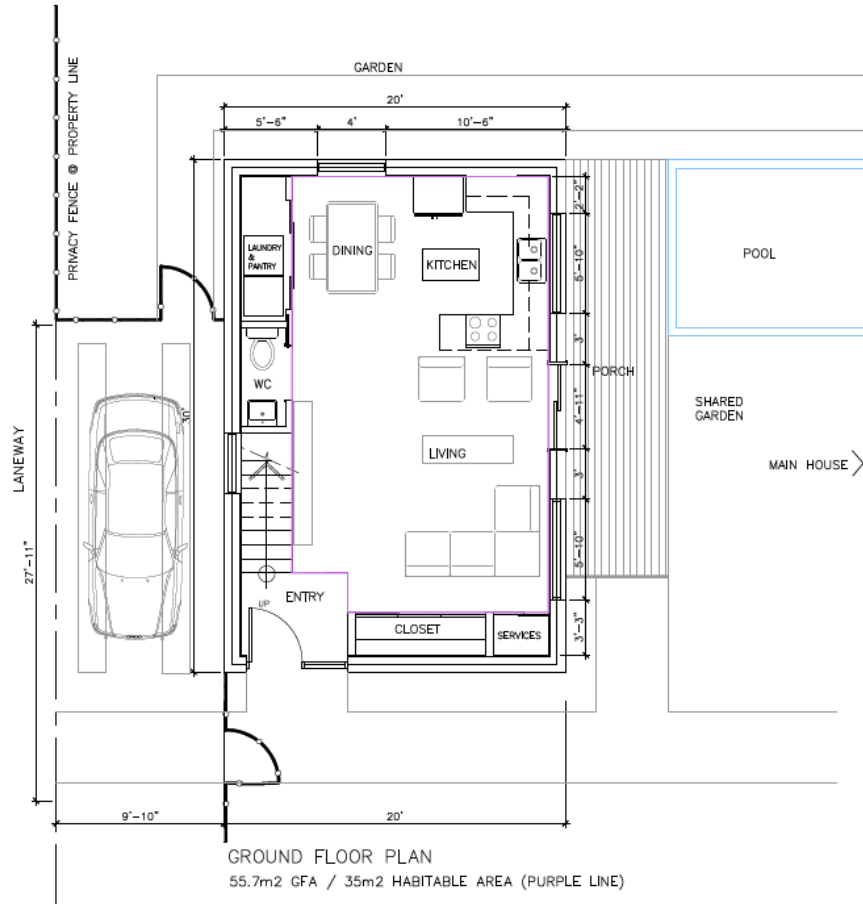 GARDEN
PRIVACY FENCE @ PROPERTY LINE
20'
5'-6"
4'
10'-6"
2'-2"
LAUNDRY
&
PANTRY
DINING
KITCHEN
5'-10"
POOL
WC
30'
3'
PORCH
4'-11"
SHARED
GARDEN
LIVING
MAIN HOUSE
LANEWAY
3'
27'-11"
5'-10"
ENTRY
UP
CLOSET
SERVICES
3'-3"
9'-10"
20'
GROUND FLOOR PLAN
55.7m2 GFA / 35m2 HABITABLE AREA (PURPLE LINE)